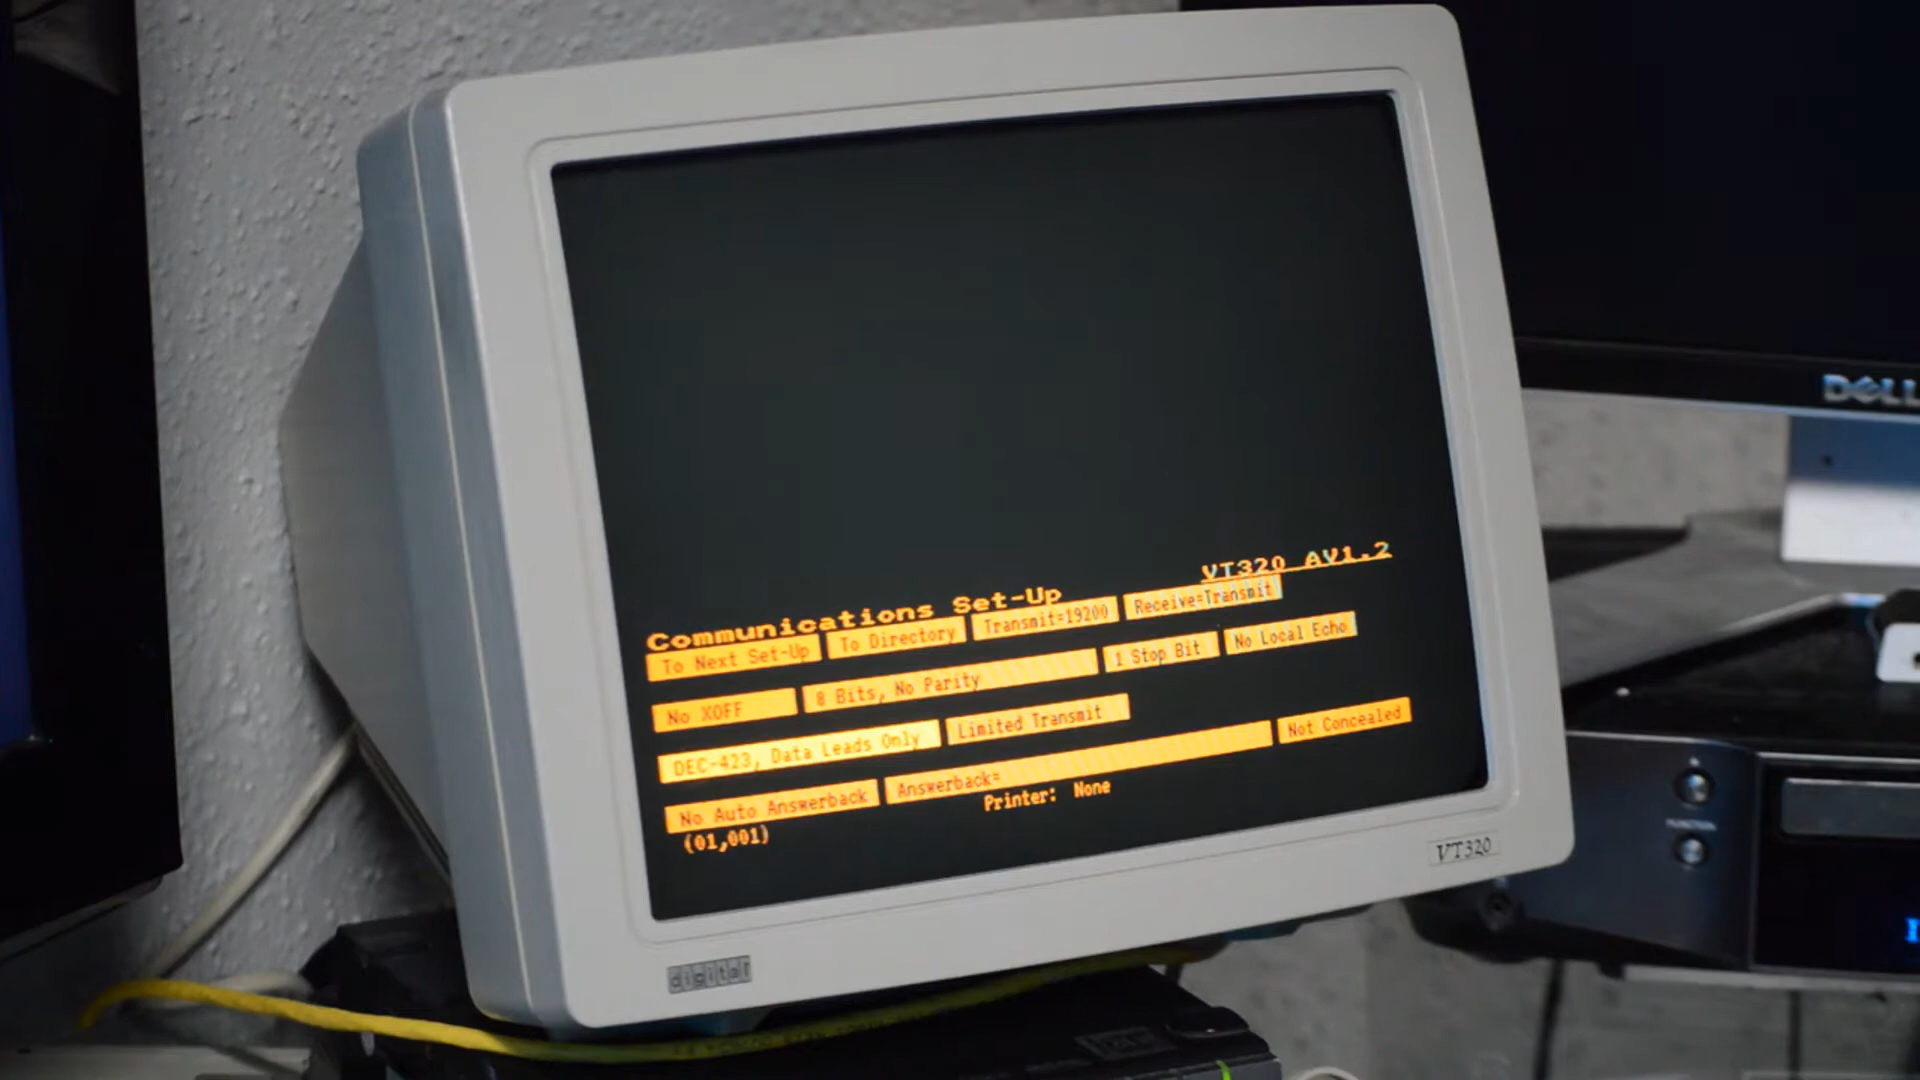 DELL
VT320 AV1.2
Communications Set-Up
To Next Set-Up To Directory Transmit=19200 Receive=Transmit
No XOFF 8 Bits, No Parity 1 Stop Bit No Local Echo
DEC-423, Data Leads Only Limited Transmit
No Auto Answerback Answerback= Not Concealed
(01,001) Printer: None
VT320
digital
FUNCTION